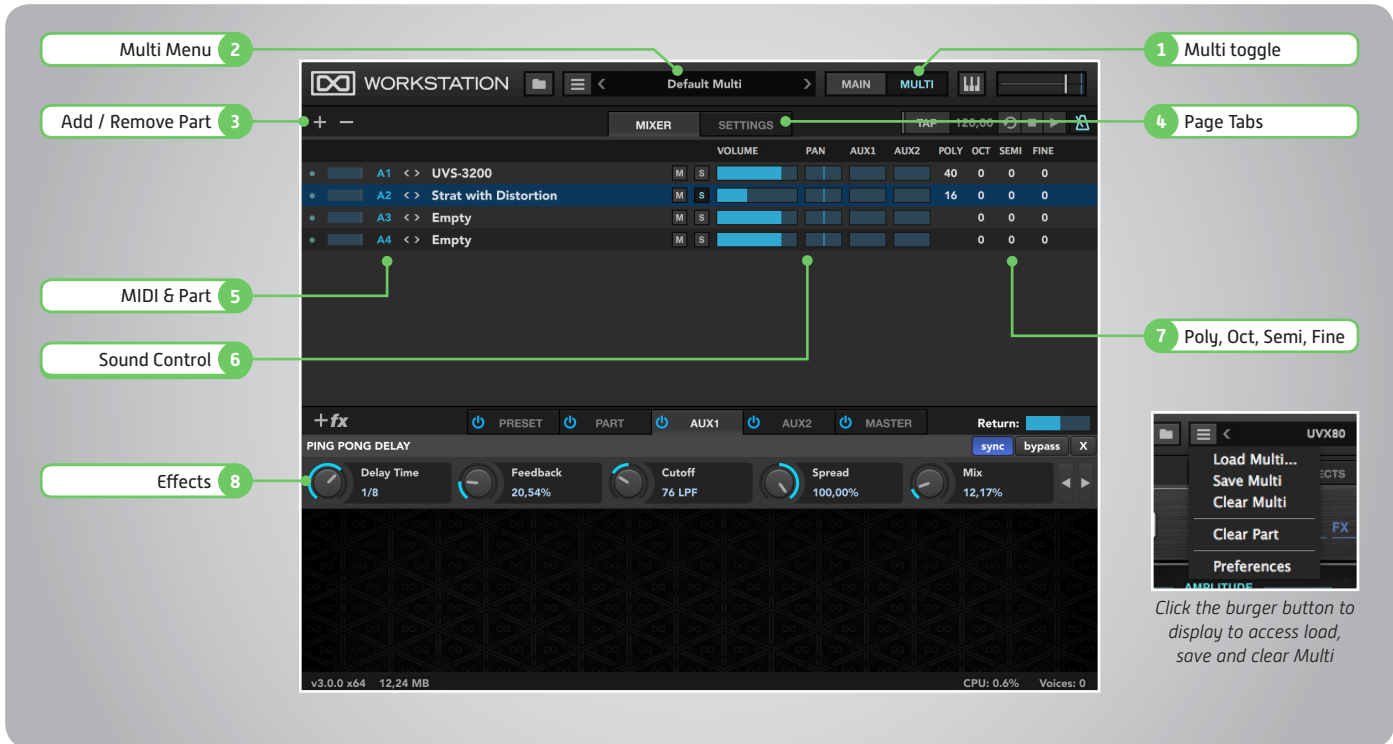 Multi Menu 2
1 Multi toggle
WORKSTATION < Default Multi > MAIN MULTI
Add / Remove Part 3
+ − MIXER SETTINGS TAP 120,00
4 Page Tabs
VOLUME PAN AUX1 AUX2 POLY OCT SEMI FINE
A1 < > UVS-3200 M S 40 0 0 0
A2 < > Strat with Distortion M S 16 0 0 0
A3 < > Empty M S 0 0 0
A4 < > Empty M S 0 0 0
MIDI & Part 5
Sound Control 6
7 Poly, Oct, Semi, Fine
+fx PRESET PART AUX1 AUX2 MASTER Return:
PING PONG DELAY sync bypass X
Effects 8
Delay Time Feedback Cutoff Spread Mix
1/8 20,54% 76 LPF 100,00% 12,17%
v3.0.0 x64 12,24 MB CPU: 0.6% Voices: 0
< UVX80
Load Multi...
Save Multi
Clear Multi
Clear Part
Preferences
ECTS
FX
AMPLITUDE
Click the burger button to
display to access load,
save and clear Multi